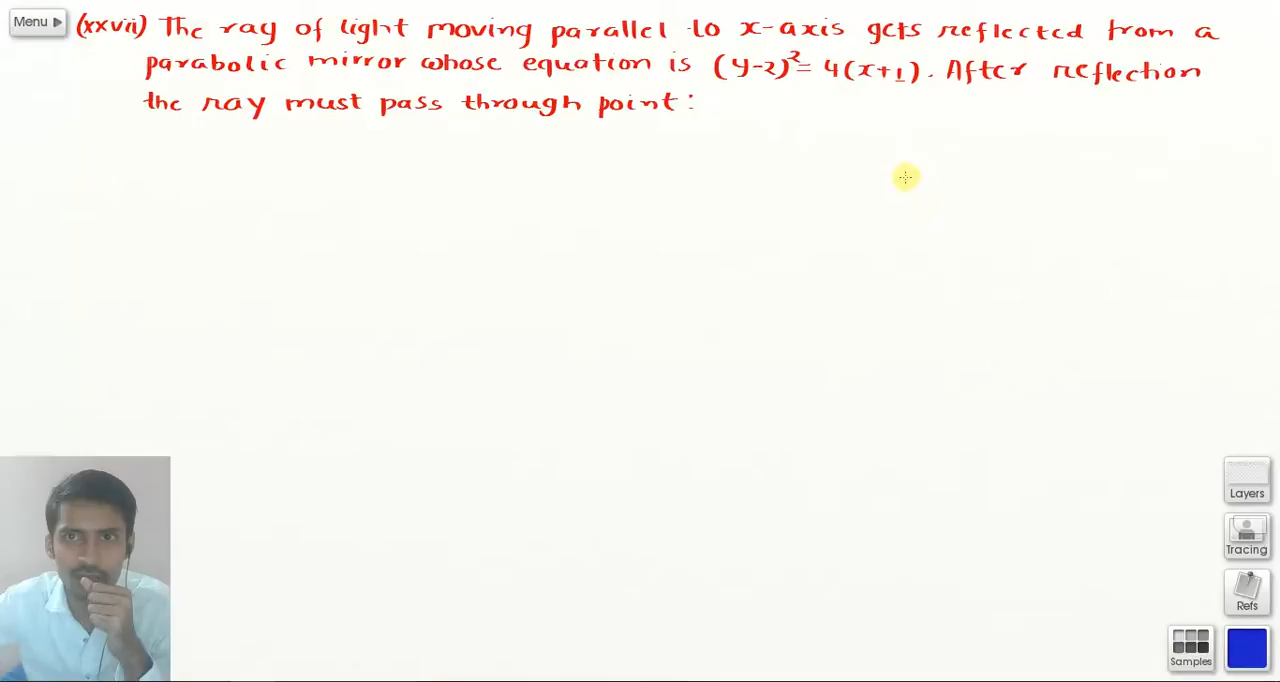 Menu
(xxvii) The ray of light moving parallel to x-axis gets reflected from a
parabolic mirror whose equation is (y-2)²= 4(x+1). After reflection
the ray must pass through point:
Layers
Tracing
Refs
Samples